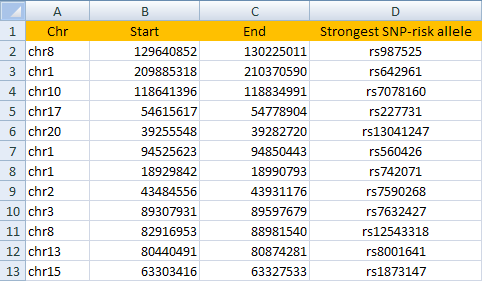 A B C D
1 Chr Start End Strongest SNP-risk allele
2 chr8 129640852 130225011 rs987525
3 chr1 209885318 210370590 rs642961
4 chr10 118641396 118834991 rs7078160
5 chr17 54615617 54778904 rs227731
6 chr20 39255548 39282720 rs13041247
7 chr1 94525623 94850443 rs560426
8 chr1 18929842 18990793 rs742071
9 chr2 43484556 43931176 rs7590268
10 chr3 89307931 89597679 rs7632427
11 chr8 82916953 88981540 rs12543318
12 chr13 80440491 80874281 rs8001641
13 chr15 63303416 63327533 rs1873147